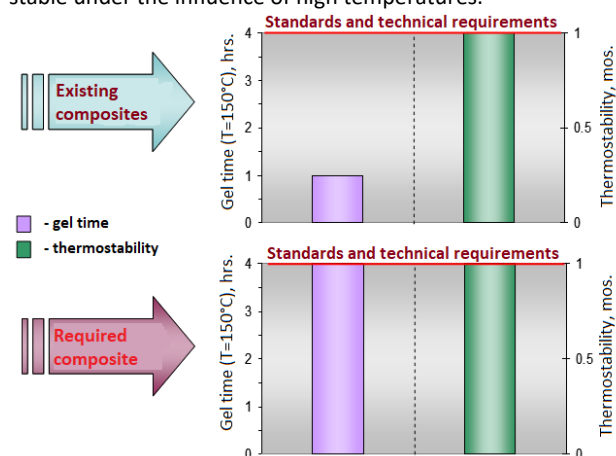 stable under the influence of high temperatures.
Standards and technical requirements
Existing
composites
Gel time (T=150°C), hrs.
4
3
2
1
0
1
0.5
0
Thermostability, mos.
- gel time
- thermostability
Standards and technical requirements
Required
composite
Gel time (T=150°C), hrs.
4
3
2
1
0
1
0.5
0
Thermostability, mos.